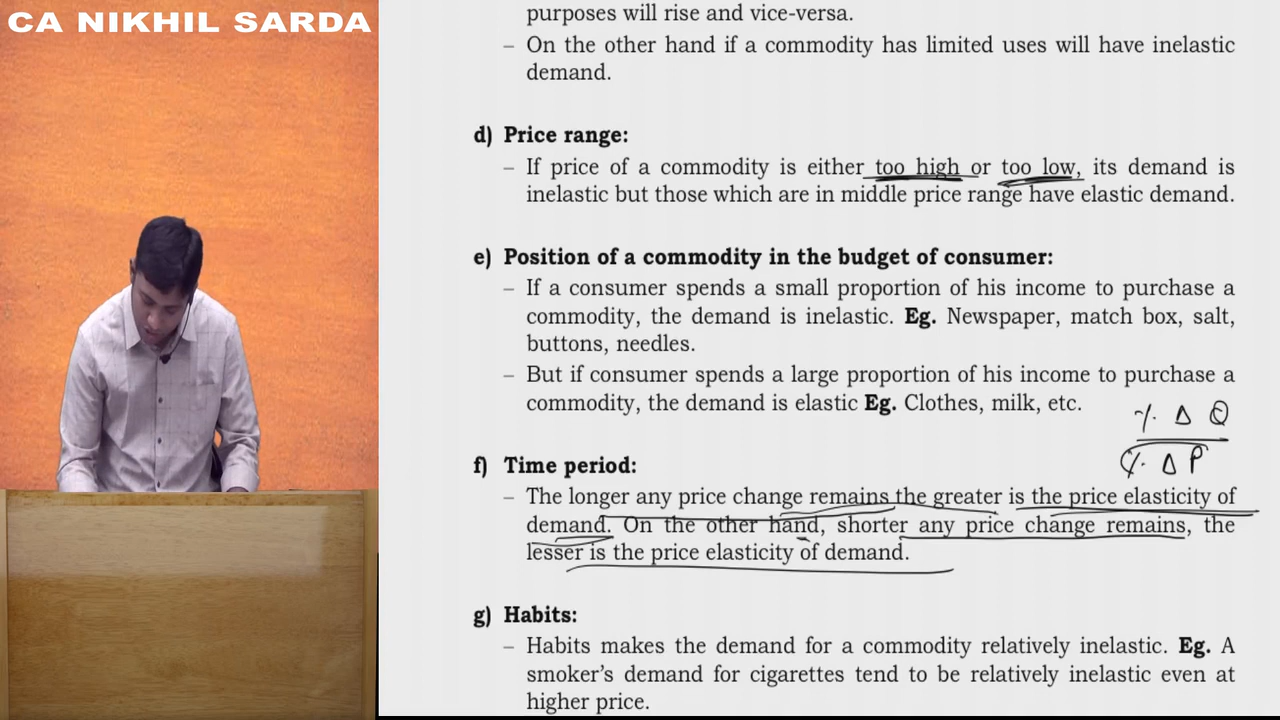 CA NIKHIL SARDA
purposes will rise and vice-versa.
– On the other hand if a commodity has limited uses will have inelastic
demand.
d) Price range:
– If price of a commodity is either too high or too low, its demand is
inelastic but those which are in middle price range have elastic demand.
e) Position of a commodity in the budget of consumer:
– If a consumer spends a small proportion of his income to purchase a
commodity, the demand is inelastic. Eg. Newspaper, match box, salt,
buttons, needles.
– But if consumer spends a large proportion of his income to purchase a
commodity, the demand is elastic Eg. Clothes, milk, etc.
% Δ Q
% Δ P
f) Time period:
– The longer any price change remains the greater is the price elasticity of
demand. On the other hand, shorter any price change remains, the
lesser is the price elasticity of demand.
g) Habits:
– Habits makes the demand for a commodity relatively inelastic. Eg. A
smoker’s demand for cigarettes tend to be relatively inelastic even at
higher price.